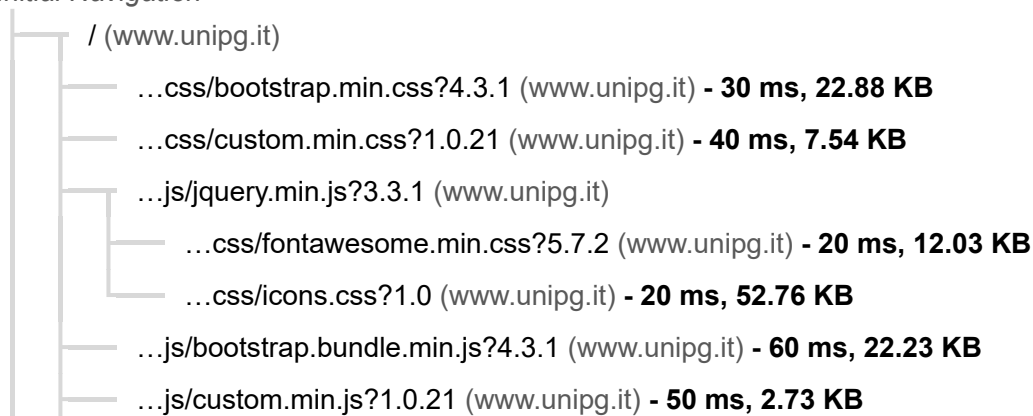 / (www.unipg.it)
…css/bootstrap.min.css?4.3.1 (www.unipg.it) - 30 ms, 22.88 KB
…css/custom.min.css?1.0.21 (www.unipg.it) - 40 ms, 7.54 KB
…js/jquery.min.js?3.3.1 (www.unipg.it)
…css/fontawesome.min.css?5.7.2 (www.unipg.it) - 20 ms, 12.03 KB
…css/icons.css?1.0 (www.unipg.it) - 20 ms, 52.76 KB
…js/bootstrap.bundle.min.js?4.3.1 (www.unipg.it) - 60 ms, 22.23 KB
…js/custom.min.js?1.0.21 (www.unipg.it) - 50 ms, 2.73 KB